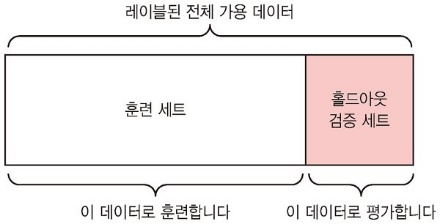 레이블된 전체 가용 데이터
훈련 세트
홀드아웃
검증 세트
이 데이터로 훈련합니다
이 데이터로 평가합니다